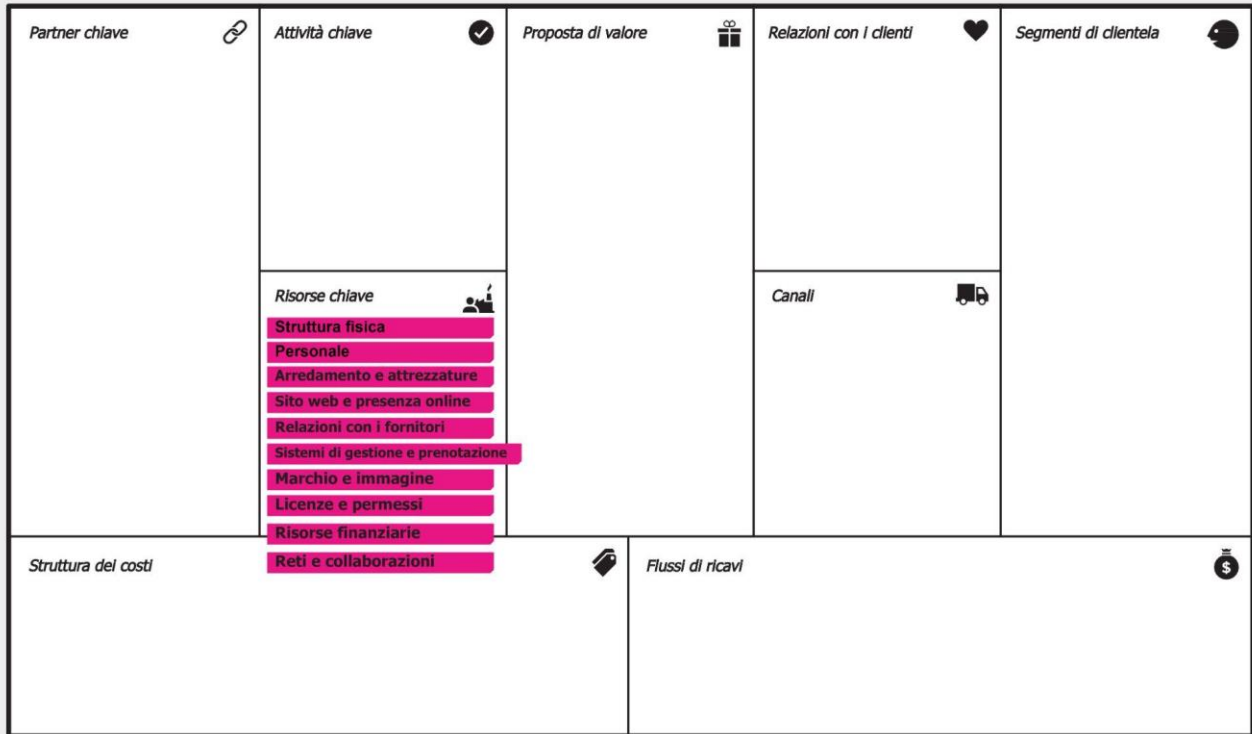 Partner chiave
Attività chiave
Proposta di valore
Relazioni con i clienti
Segmenti di clientela
Risorse chiave
Struttura fisica
Personale
Arredamento e attrezzature
Sito web e presenza online
Relazioni con i fornitori
Sistemi di gestione e prenotazione
Marchio e immagine
Licenze e permessi
Risorse finanziarie
Reti e collaborazioni
Canali
Struttura dei costi
Flussi di ricavi
$